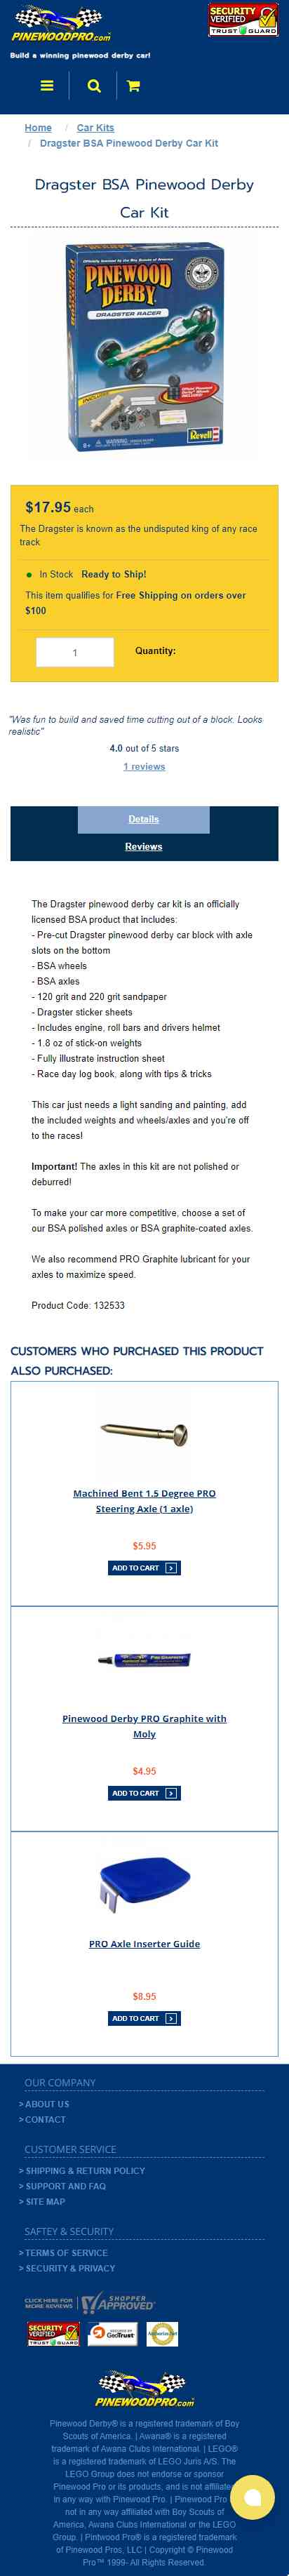 PINEWOODPRO.COM
SECURITY
VERIFIED
TRUST GUARD
Build a winning pinewood derby car!
Home / Car Kits
/ Dragster BSA Pinewood Derby Car Kit
Dragster BSA Pinewood Derby
Car Kit
PINEWOOD
DERBY
DRAGSTER RACER
Revell
$17.95 each
The Dragster is known as the undisputed king of any race
track
In Stock Ready to Ship!
This item qualifies for Free Shipping on orders over
$100
1
Quantity:
"Was fun to build and saved time cutting out of a block. Looks
realistic"
4.0 out of 5 stars
1 reviews
Details
Reviews
The Dragster pinewood derby car kit is an officially
licensed BSA product that includes:
- Pre-cut Dragster pinewood derby car block with axle
slots on the bottom
- BSA wheels
- BSA axles
- 120 grit and 220 grit sandpaper
- Dragster sticker sheets
- Includes engine, roll bars and drivers helmet
- 1.8 oz of stick-on weights
- Fully illustrate instruction sheet
- Race day log book, along with tips & tricks
This car just needs a light sanding and painting, add
the included weights and wheels/axles and you're off
to the races!
Important! The axles in this kit are not polished or
deburred!
To make your car more competitive, choose a set of
our BSA polished axles or BSA graphite-coated axles.
We also recommend PRO Graphite lubricant for your
axles to maximize speed.
Product Code: 132533
CUSTOMERS WHO PURCHASED THIS PRODUCT
ALSO PURCHASED:
Machined Bent 1.5 Degree PRO
Steering Axle (1 axle)
$5.95
ADD TO CART
Pinewood Derby PRO Graphite with
Moly
$4.95
ADD TO CART
PRO Axle Inserter Guide
$8.95
ADD TO CART
OUR COMPANY
> ABOUT US
> CONTACT
CUSTOMER SERVICE
> SHIPPING & RETURN POLICY
> SUPPORT AND FAQ
> SITE MAP
SAFTEY & SECURITY
> TERMS OF SERVICE
> SECURITY & PRIVACY
CLICK HERE FOR
MORE REVIEWS
SHOPPER
APPROVED
SECURITY
VERIFIED
TRUST GUARD
GeoTrust
PINEWOODPRO.COM
Pinewood Derby® is a registered trademark of Boy
Scouts of America. | Awana® is a registered
trademark of Awana Clubs International. | LEGO®
is a registered trademark of LEGO Juris A/S. The
LEGO Group does not endorse or sponsor
Pinewood Pro or its products, and is not affiliated
in any way with Pinewood Pro. | Pinewood Pro
not in any way affiliated with Boy Scouts of
America, Awana Clubs International or the LEGO
Group. | Pintwood Pro® is a registered trademark
of Pinewood Pros, LLC | Copyright © Pinewood
Pro™ 1999- All Rights Reserved.